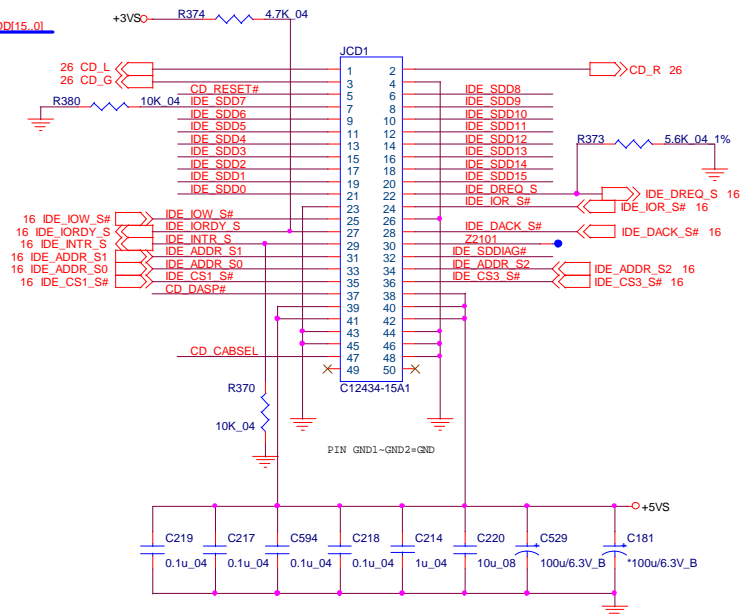 DD[15..0]
+3VS
R374
4.7K_04
JCD1
26 CD_L
26 CD_G
CD_R 26
1 2
3 4
CD_RESET# 5 6 IDE_SDD8
R380
10K_04
IDE_SDD7 7 8 IDE_SDD9
IDE_SDD6 9 10 IDE_SDD10
IDE_SDD5 11 12 IDE_SDD11
IDE_SDD4 13 14 IDE_SDD12
IDE_SDD3 15 16 IDE_SDD13
R373
5.6K_04_1%
IDE_SDD2 17 18 IDE_SDD14
IDE_SDD1 19 20 IDE_SDD15
IDE_SDD0 21 22 IDE_DREQ_S
IDE_DREQ_S 16
23 24 IDE_IOR_S#
IDE_IOR_S# 16
16 IDE_IOW_S#
IDE_IOW_S# 25 26
16 IDE_IORDY_S
IDE_IORDY_S 27 28 IDE_DACK_S#
IDE_DACK_S# 16
16 IDE_INTR_S
IDE_INTR_S 29 30 Z2101
16 IDE_ADDR_S1
IDE_ADDR_S1 31 32 IDE_SDDIAG#
16 IDE_ADDR_S0
IDE_ADDR_S0 33 34 IDE_ADDR_S2
IDE_ADDR_S2 16
16 IDE_CS1_S#
IDE_CS1_S# 35 36 IDE_CS3_S#
IDE_CS3_S# 16
CD_DASP# 37 38
39 40
41 42
43 44
45 46
CD_CABSEL 47 48
49 50
C12434-15A1
R370
10K_04
PIN GND1~GND2=GND
+5VS
C219
0.1u_04
C217
0.1u_04
C594
0.1u_04
C218
0.1u_04
C214
1u_04
C220
10u_08
C529
100u/6.3V_B
+
C181
*100u/6.3V_B
+